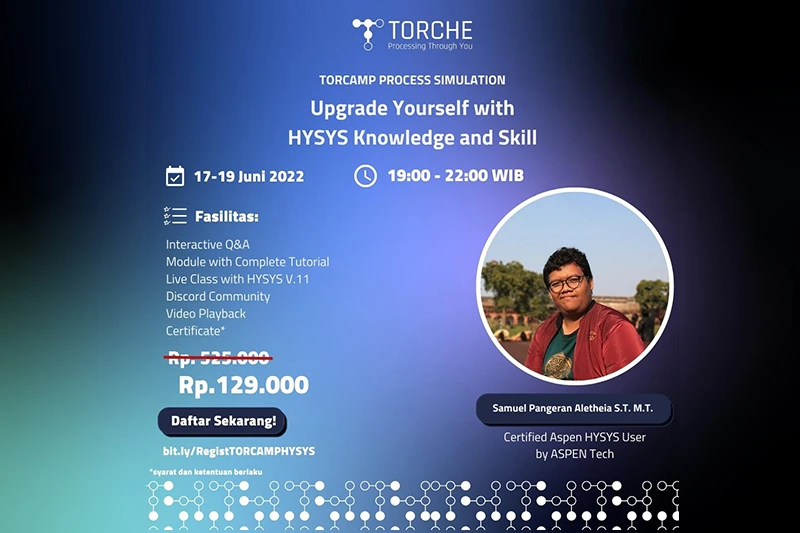 TORCHE
Processing Through You
TORCAMP PROCESS SIMULATION
Upgrade Yourself with
HYSYS Knowledge and Skill
17-19 Juni 2022
19:00 - 22:00 WIB
Fasilitas:
Interactive Q&A
Module with Complete Tutorial
Live Class with HYSYS V.11
Discord Community
Video Playback
Certificate*
Rp. 525.000
Rp.129.000
Daftar Sekarang!
bit.ly/RegistTORCAMPHYSYS
*syarat dan ketentuan berlaku
Samuel Pangeran Aletheia S.T. M.T.
Certified Aspen HYSYS User
by ASPEN Tech